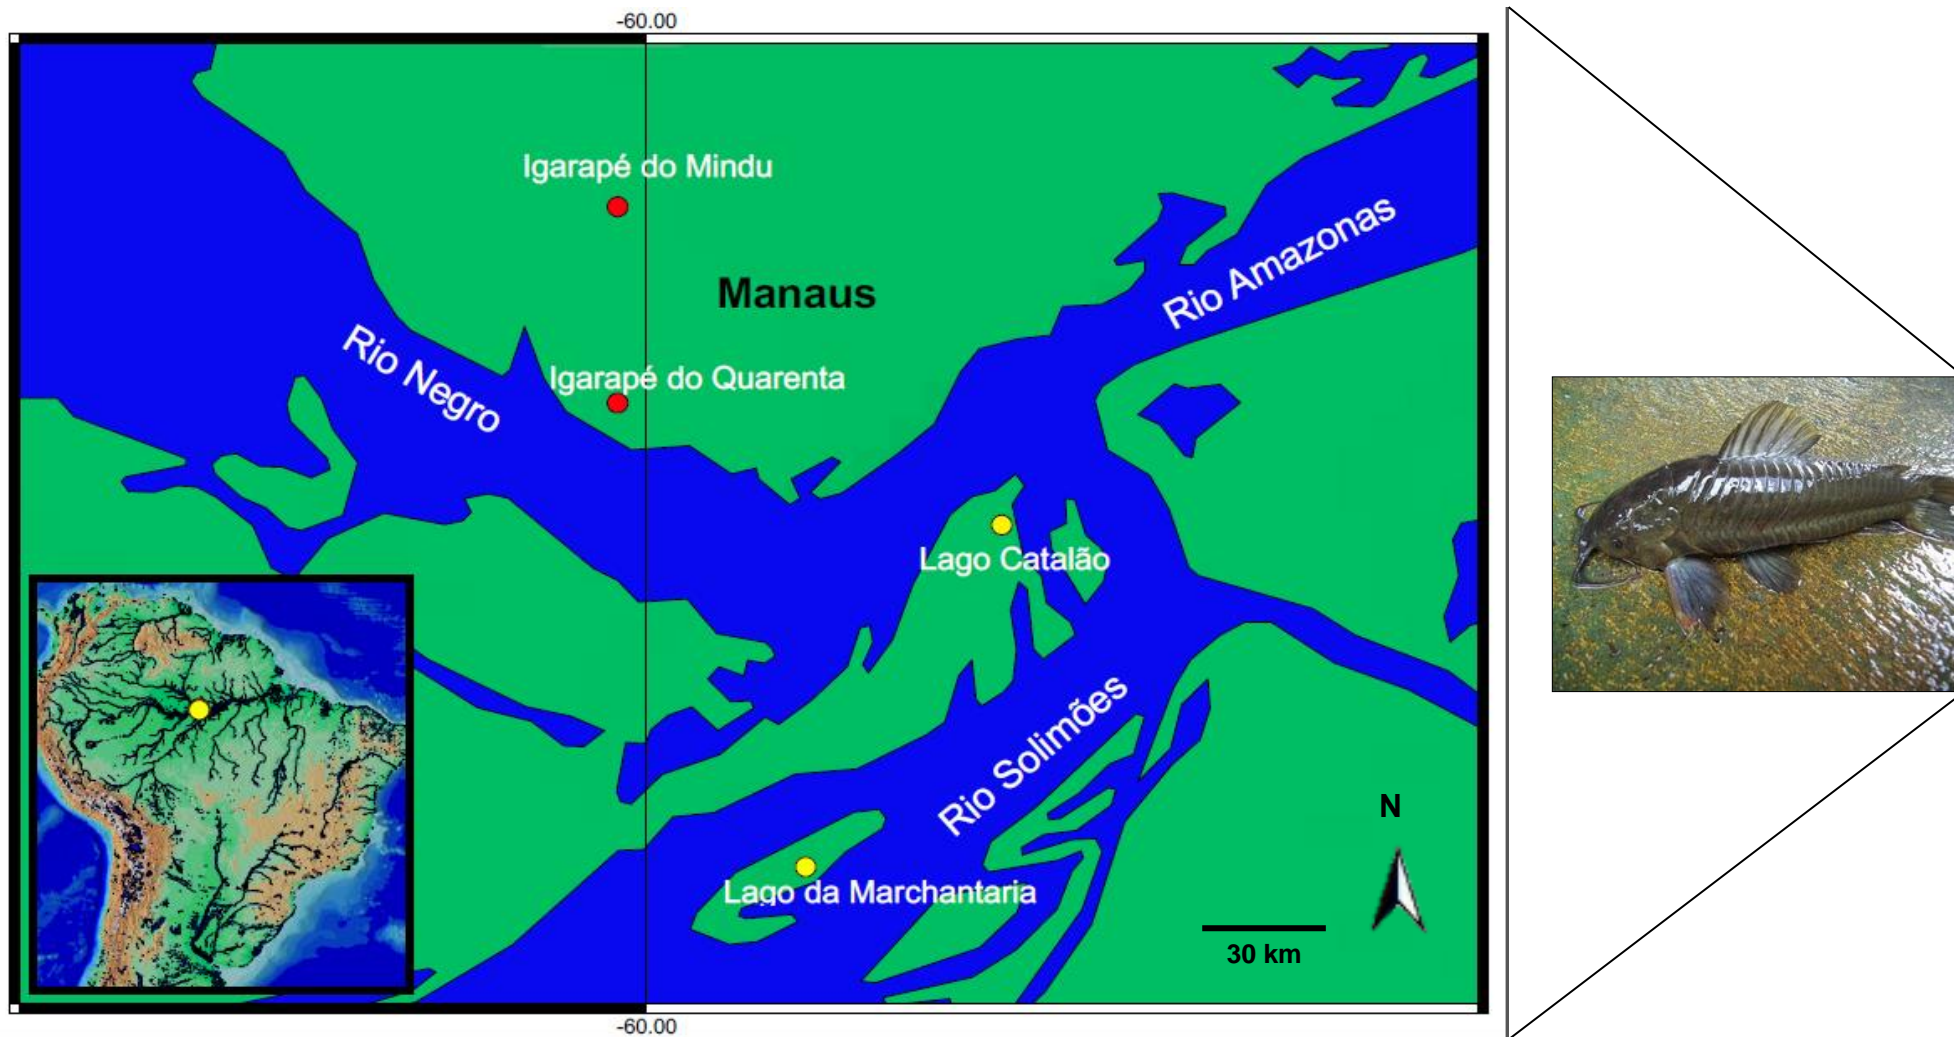 -60.00
Igarapé do Mindu
Manaus
Rio Amazonas
Rio Negro
Igarapé do Quarenta
Lago Catalão
Rio Solimões
N
Lago da Marchantaria
30 km
-60.00